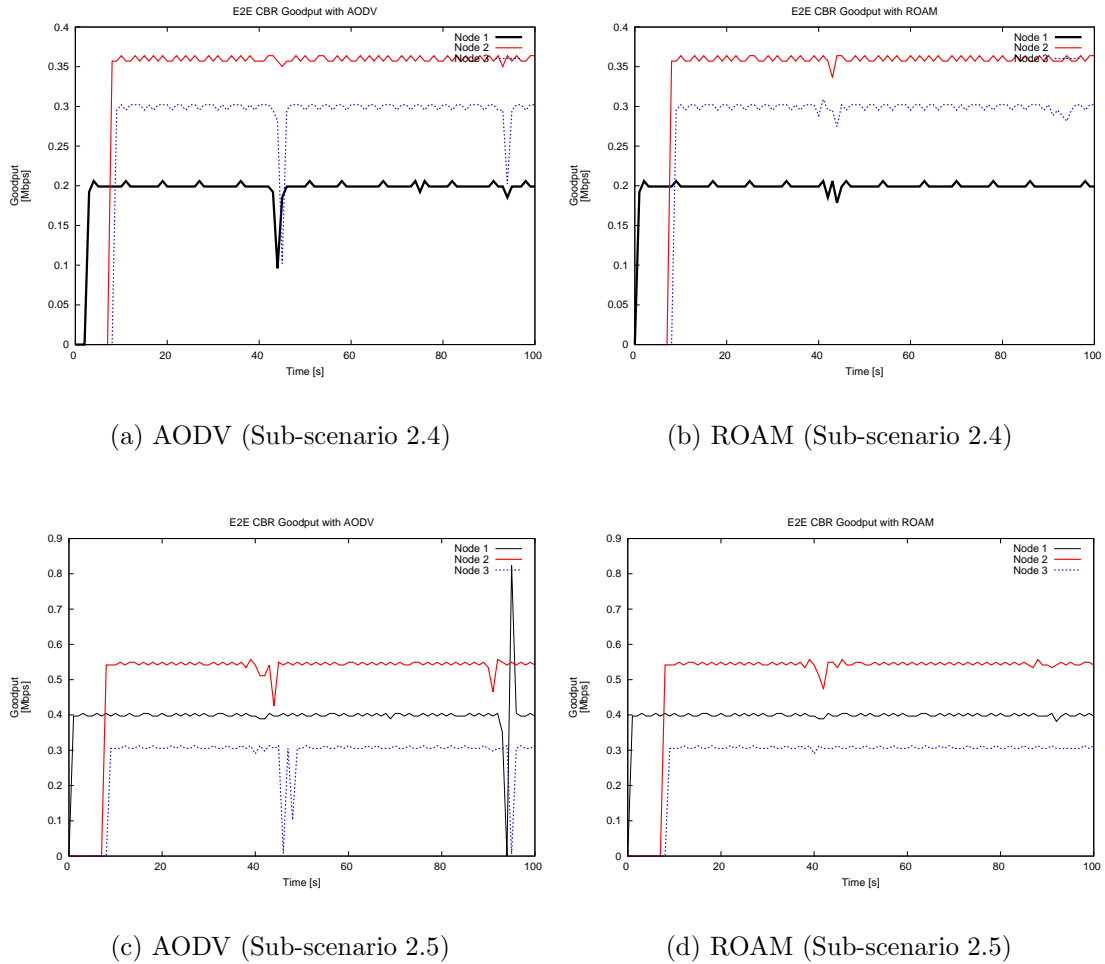 E2E CBR Goodput with AODV
0.4
0.35
0.3
0.25
0.2
0.15
0.1
0.05
0
Goodput
[Mbps]
0 20 40 60 80 100
Time [s]
Node 1
Node 2
Node 3
(a) AODV (Sub-scenario 2.4)
E2E CBR Goodput with ROAM
0.4
0.35
0.3
0.25
0.2
0.15
0.1
0.05
0
Goodput
[Mbps]
0 20 40 60 80 100
Time [s]
Node 1
Node 2
Node 3
(b) ROAM (Sub-scenario 2.4)
E2E CBR Goodput with AODV
0.9
0.8
0.7
0.6
0.5
0.4
0.3
0.2
0.1
0
Goodput
[Mbps]
0 20 40 60 80 100
Time [s]
Node 1
Node 2
Node 3
(c) AODV (Sub-scenario 2.5)
E2E CBR Goodput with ROAM
0.9
0.8
0.7
0.6
0.5
0.4
0.3
0.2
0.1
0
Goodput
[Mbps]
0 20 40 60 80 100
Time [s]
Node 1
Node 2
Node 3
(d) ROAM (Sub-scenario 2.5)